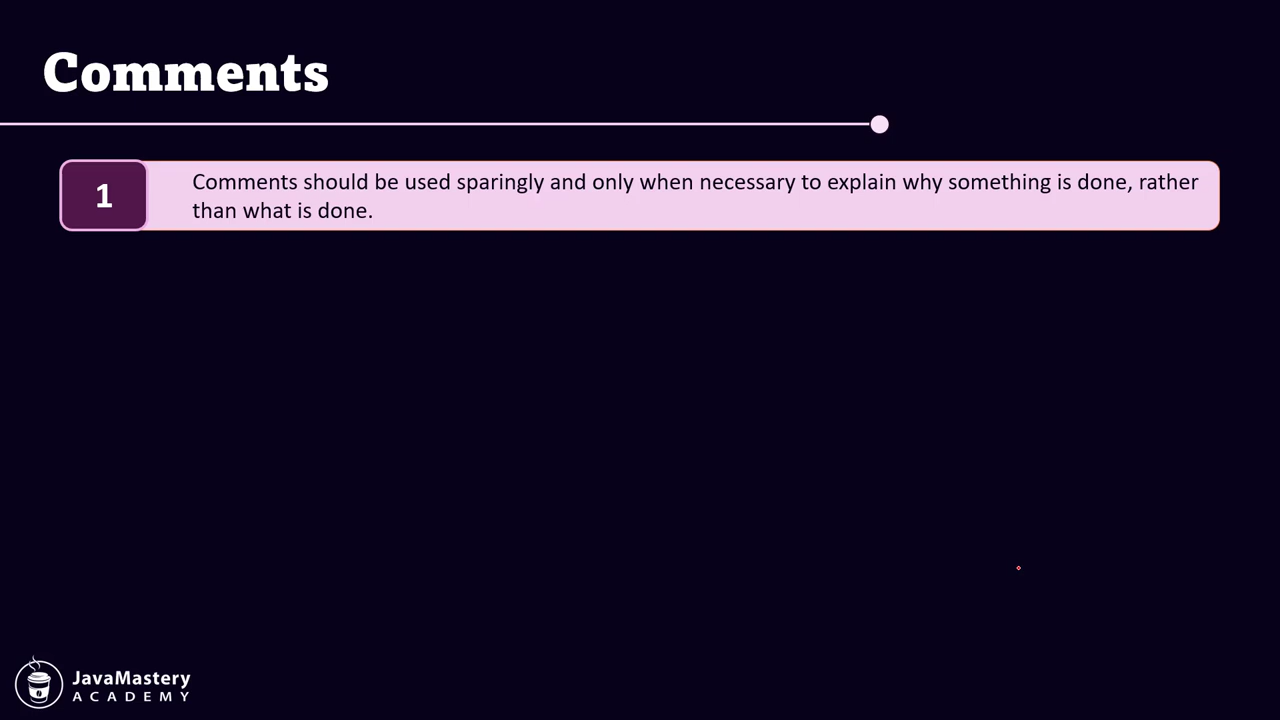 Comments
1
Comments should be used sparingly and only when necessary to explain why something is done, rather
than what is done.
JavaMastery
ACADEMY